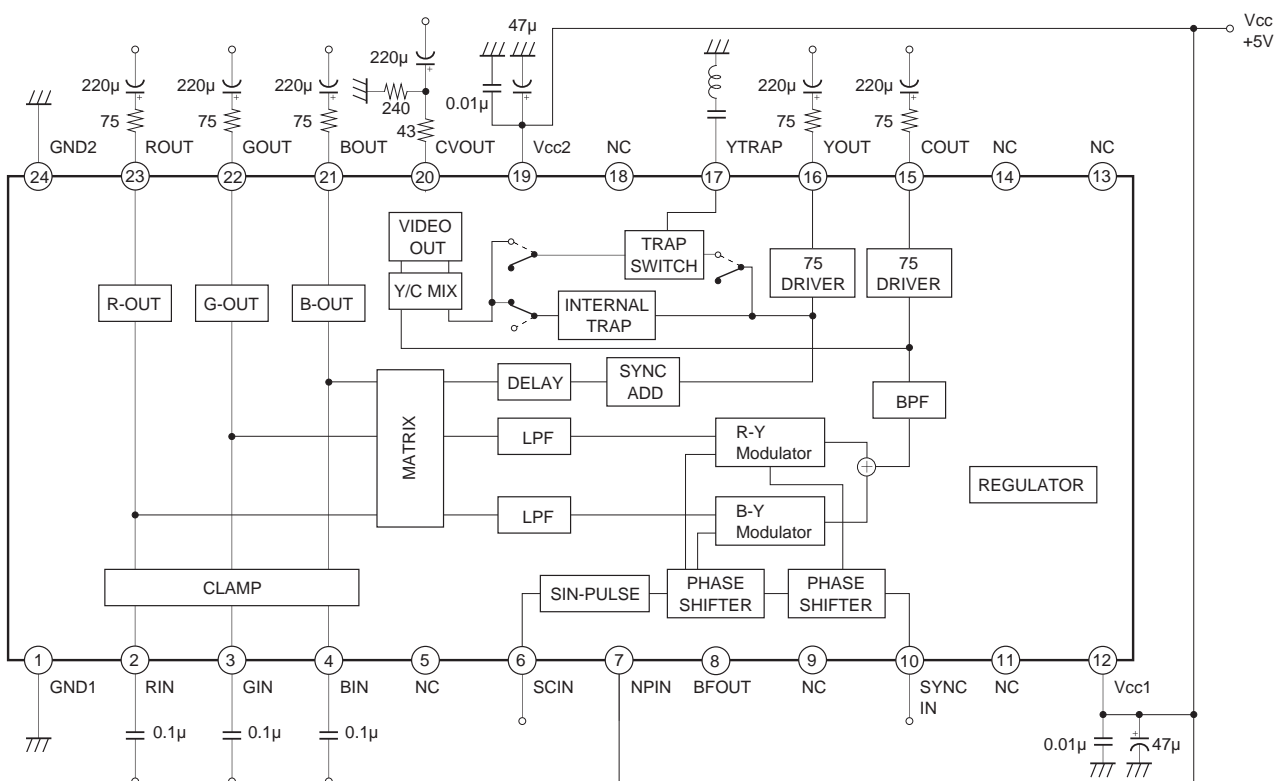 47µ
Vcc
+5V
220µ
220µ
220µ
220µ
220µ
220µ
240
0.01µ
75
75
75
43
75
75
GND2
ROUT
GOUT
BOUT
CVOUT
Vcc2
NC
YTRAP
YOUT
COUT
NC
NC
24
23
22
21
20
19
18
17
16
15
14
13
VIDEO
OUT
TRAP
SWITCH
75
DRIVER
75
DRIVER
R-OUT
G-OUT
B-OUT
Y/C MIX
INTERNAL
TRAP
MATRIX
DELAY
SYNC
ADD
BPF
LPF
R-Y
Modulator
REGULATOR
LPF
B-Y
Modulator
CLAMP
SIN-PULSE
PHASE
SHIFTER
PHASE
SHIFTER
1
2
3
4
5
6
7
8
9
10
11
12
GND1
RIN
GIN
BIN
NC
SCIN
NPIN
BFOUT
NC
SYNC
IN
NC
Vcc1
0.1µ
0.1µ
0.1µ
0.01µ
47µ